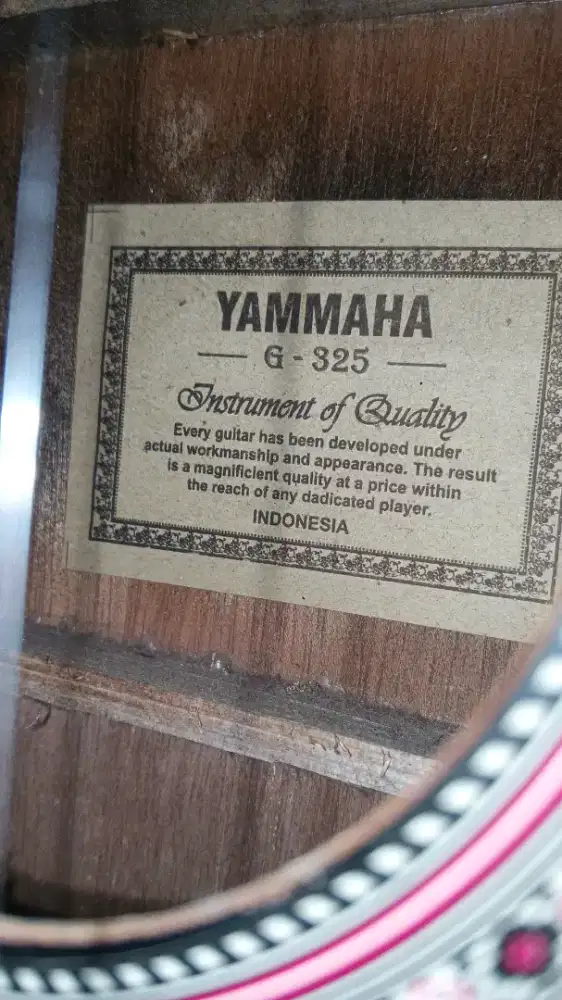 YAMMAHA
G - 325
Instrument of Quality
Every guitar has been developed under
actual workmanship and appearance. The result
is a magnificient quality at a price within
the reach of any dadicated player.
INDONESIA